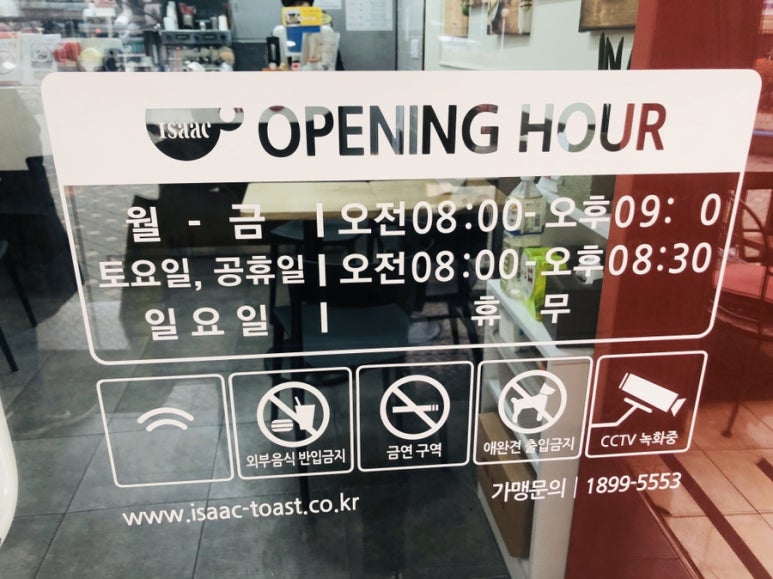 isaac OPENING HOUR
월 - 금 | 오전08:00-오후09: 0
토요일, 공휴일 | 오전08:00-오후08:30
일요일 | 휴 무
외부음식 반입금지
금연 구역
애완견 출입금지
CCTV 녹화중
www.isaac-toast.co.kr
가맹문의 | 1899-5553